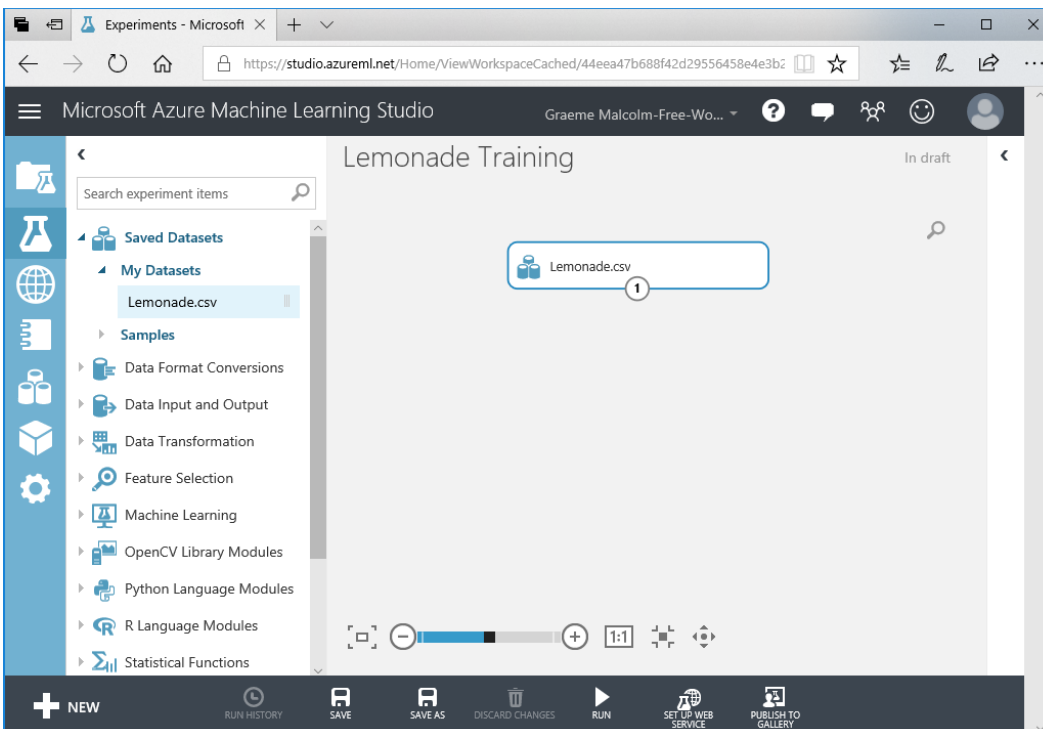 Experiments - Microsoft
https://studio.azureml.net/Home/ViewWorkspaceCached/44eea47b688f42d29556458e4e3b2
Microsoft Azure Machine Learning Studio
Graeme Malcolm-Free-Wo...
Search experiment items
Saved Datasets
My Datasets
Lemonade.csv
Samples
Data Format Conversions
Data Input and Output
Data Transformation
Feature Selection
Machine Learning
OpenCV Library Modules
Python Language Modules
R Language Modules
Statistical Functions
Lemonade Training
In draft
Lemonade.csv
1
1:1
NEW
RUN HISTORY
SAVE
SAVE AS
DISCARD CHANGES
RUN
SET UP WEB
SERVICE
PUBLISH TO
GALLERY